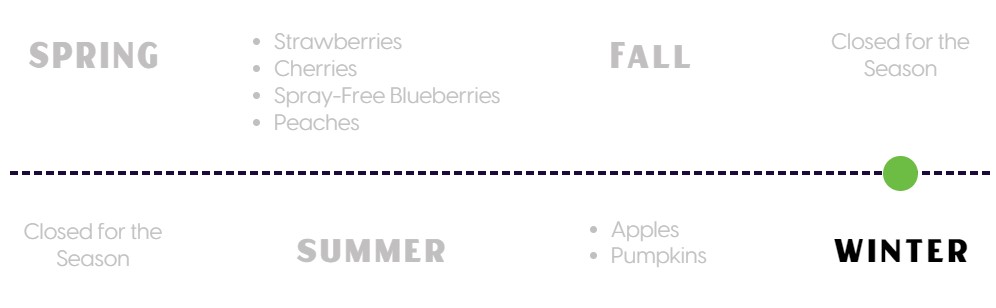 SPRING
• Strawberries
• Cherries
• Spray-Free Blueberries
• Peaches
FALL
Closed for the
Season
Closed for the
Season
SUMMER
• Apples
• Pumpkins
WINTER